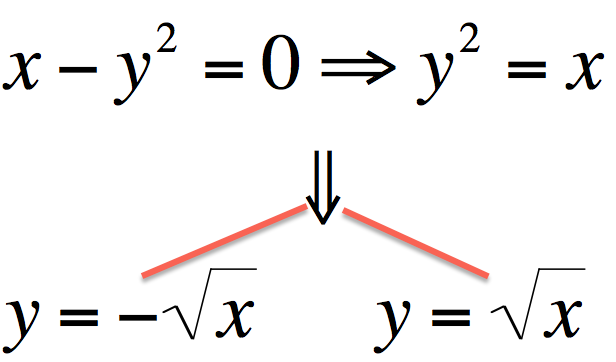 x − y² = 0 ⇒ y² = x
⇓
y = −√x y = √x